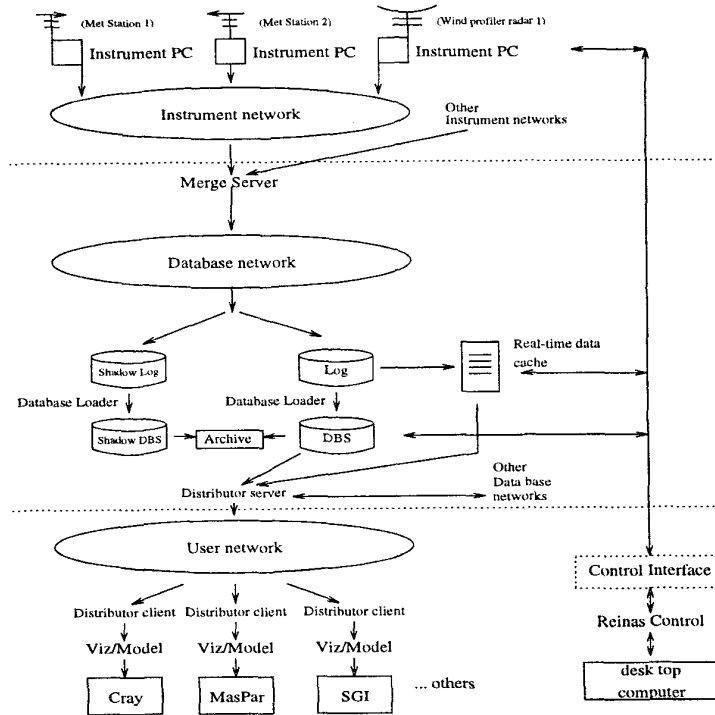 (Met Station 1)
(Met Station 2)
(Wind profiler radar 1)
Instrument PC
Instrument PC
Instrument PC
Instrument network
Other
Instrument networks
Merge Server
Database network
Shadow Log
Log
Real-time data
cache
Database Loader
Database Loader
Shadow DBS
Archive
DBS
Other
Data base
networks
Distributor server
User network
Control Interface
Distributor client
Distributor client
Distributor client
Reinas Control
Viz/Model
Viz/Model
Viz/Model
Cray
MasPar
SGI
... others
desk top
computer